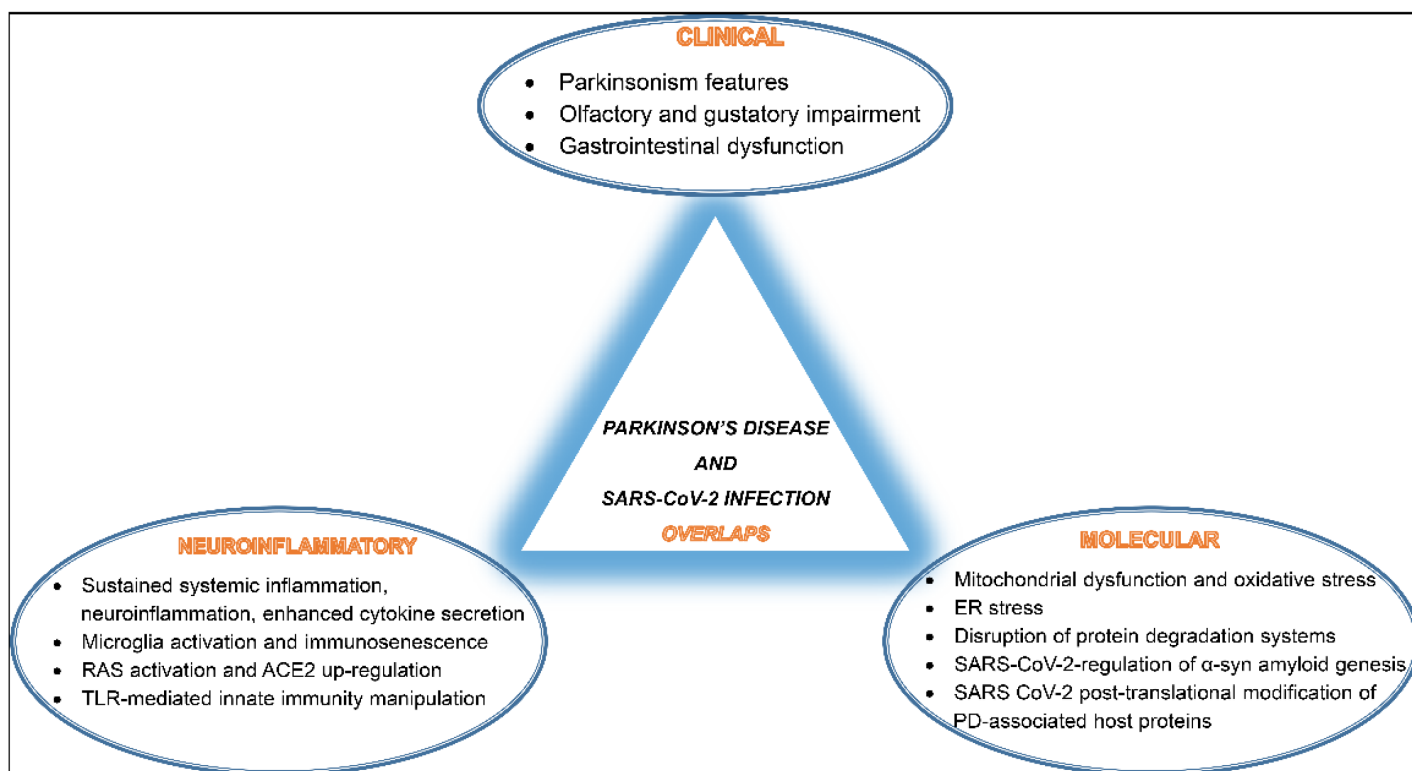 CLINICAL
• Parkinsonism features
• Olfactory and gustatory impairment
• Gastrointestinal dysfunction
PARKINSON'S DISEASE
AND
SARS-CoV-2 INFECTION
OVERLAPS
NEUROINFLAMMATORY
• Sustained systemic inflammation,
neuroinflammation, enhanced cytokine secretion
• Microglia activation and immunosenescence
• RAS activation and ACE2 up-regulation
• TLR-mediated innate immunity manipulation
MOLECULAR
• Mitochondrial dysfunction and oxidative stress
• ER stress
• Disruption of protein degradation systems
• SARS-CoV-2-regulation of α-syn amyloid genesis
• SARS CoV-2 post-translational modification of
PD-associated host proteins